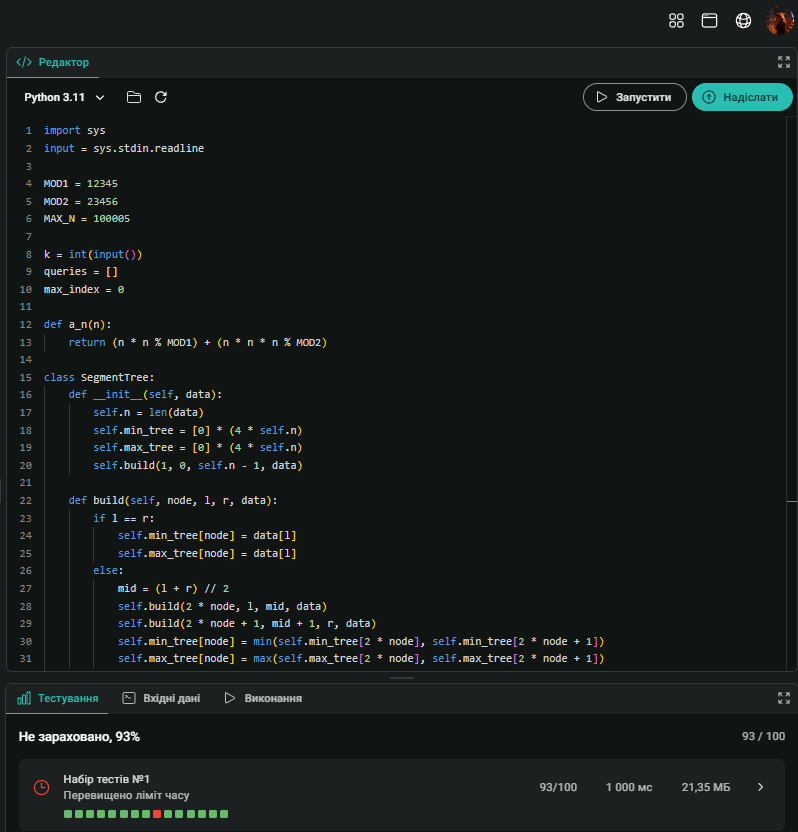 </> Редактор
Python 3.11
Запустити
Надіслати
1 import sys
2 input = sys.stdin.readline
3
4 MOD1 = 12345
5 MOD2 = 23456
6 MAX_N = 100005
7
8 k = int(input())
9 queries = []
10 max_index = 0
11
12 def a_n(n):
13     return (n * n % MOD1) + (n * n * n % MOD2)
14
15 class SegmentTree:
16     def __init__(self, data):
17         self.n = len(data)
18         self.min_tree = [0] * (4 * self.n)
19         self.max_tree = [0] * (4 * self.n)
20         self.build(1, 0, self.n - 1, data)
21
22     def build(self, node, l, r, data):
23         if l == r:
24             self.min_tree[node] = data[l]
25             self.max_tree[node] = data[l]
26         else:
27             mid = (l + r) // 2
28             self.build(2 * node, l, mid, data)
29             self.build(2 * node + 1, mid + 1, r, data)
30             self.min_tree[node] = min(self.min_tree[2 * node], self.min_tree[2 * node + 1])
31             self.max_tree[node] = max(self.max_tree[2 * node], self.max_tree[2 * node + 1])
Тестування
Вхідні дані
Виконання
Не зараховано, 93%
93 / 100
Набір тестів №1
Перевищено ліміт часу
93/100
1 000 мс
21,35 МБ